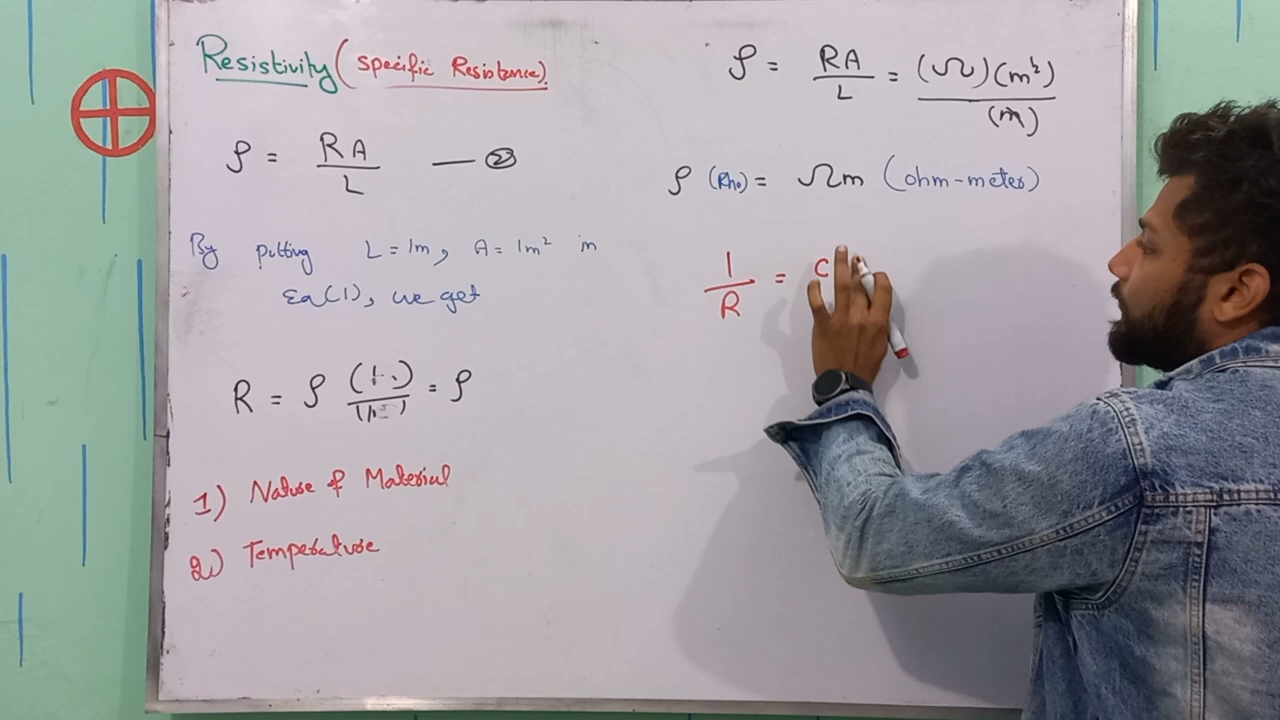 Resistivity (specific Resistance).
ρ = RA / L — ②
By putting L = 1m, A = 1m² in
Eq(1), we get
R = ρ (1 = ρ
1) Nature of Material
2) Temperature
ρ = RA / L = (Ω)(m²) / (m)
ρ (Rho) = Ωm (ohm-meter)
1 / R = C